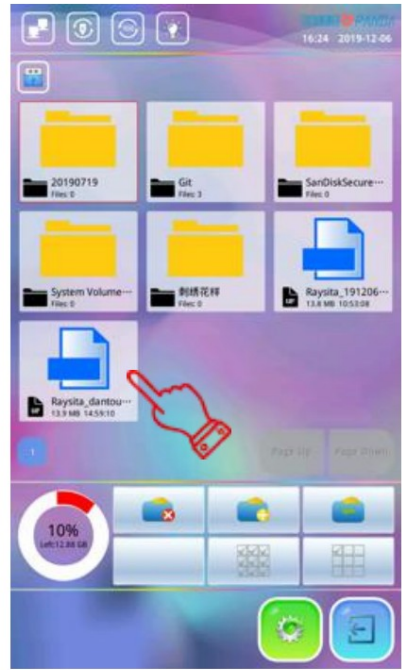 PANDA
16:24 2019-12-06
20190719
Files: 0
Git
Files: 3
SanDiskSecure···
Files: 0
System Volume···
Files: 0
刺绣花样
Files: 0
Raysita_191206···
13.8 MB 10:53:08
Raysita_dantou···
13.9 MB 14:59:10
1
Page Up
Page Down
10%
Left:12.88 GB